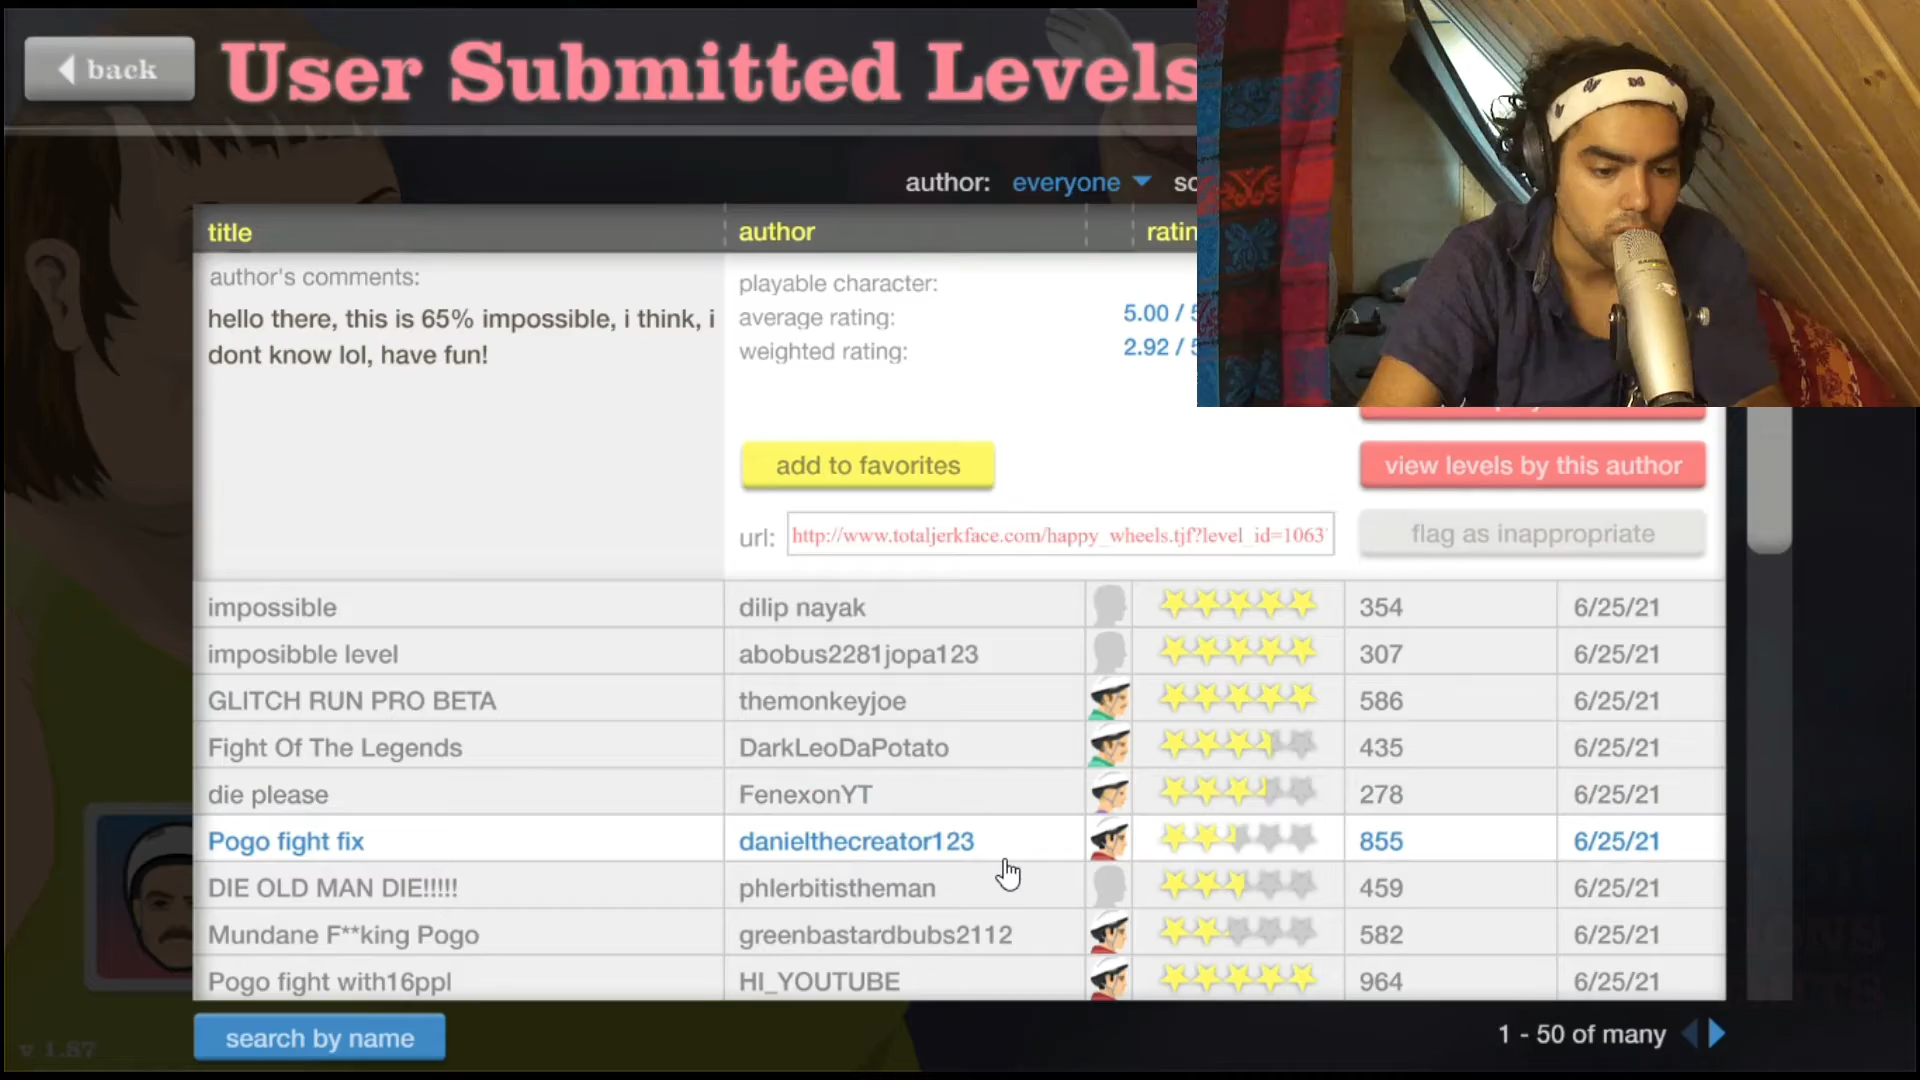 back
User Submitted Levels
author: everyone
title author
author's comments:
hello there, this is 65% impossible, i think, i
dont know lol, have fun!
playable character:
average rating: 5.00 /
weighted rating: 2.92 /
add to favorites
view levels by this author
url: http://www.totaljerkface.com/happy_wheels.tjf?level_id=1063
flag as inappropriate
impossible dilip nayak 354 6/25/21
imposibble level abobus2281jopa123 307 6/25/21
GLITCH RUN PRO BETA themonkeyjoe 586 6/25/21
Fight Of The Legends DarkLeoDaPotato 435 6/25/21
die please FenexonYT 278 6/25/21
Pogo fight fix danielthecreator123 855 6/25/21
DIE OLD MAN DIE!!!!! phlerbitistheman 459 6/25/21
Mundane F**king Pogo greenbastardbubs2112 582 6/25/21
Pogo fight with16ppl HI_YOUTUBE 964 6/25/21
search by name
1 - 50 of many
v 1.87